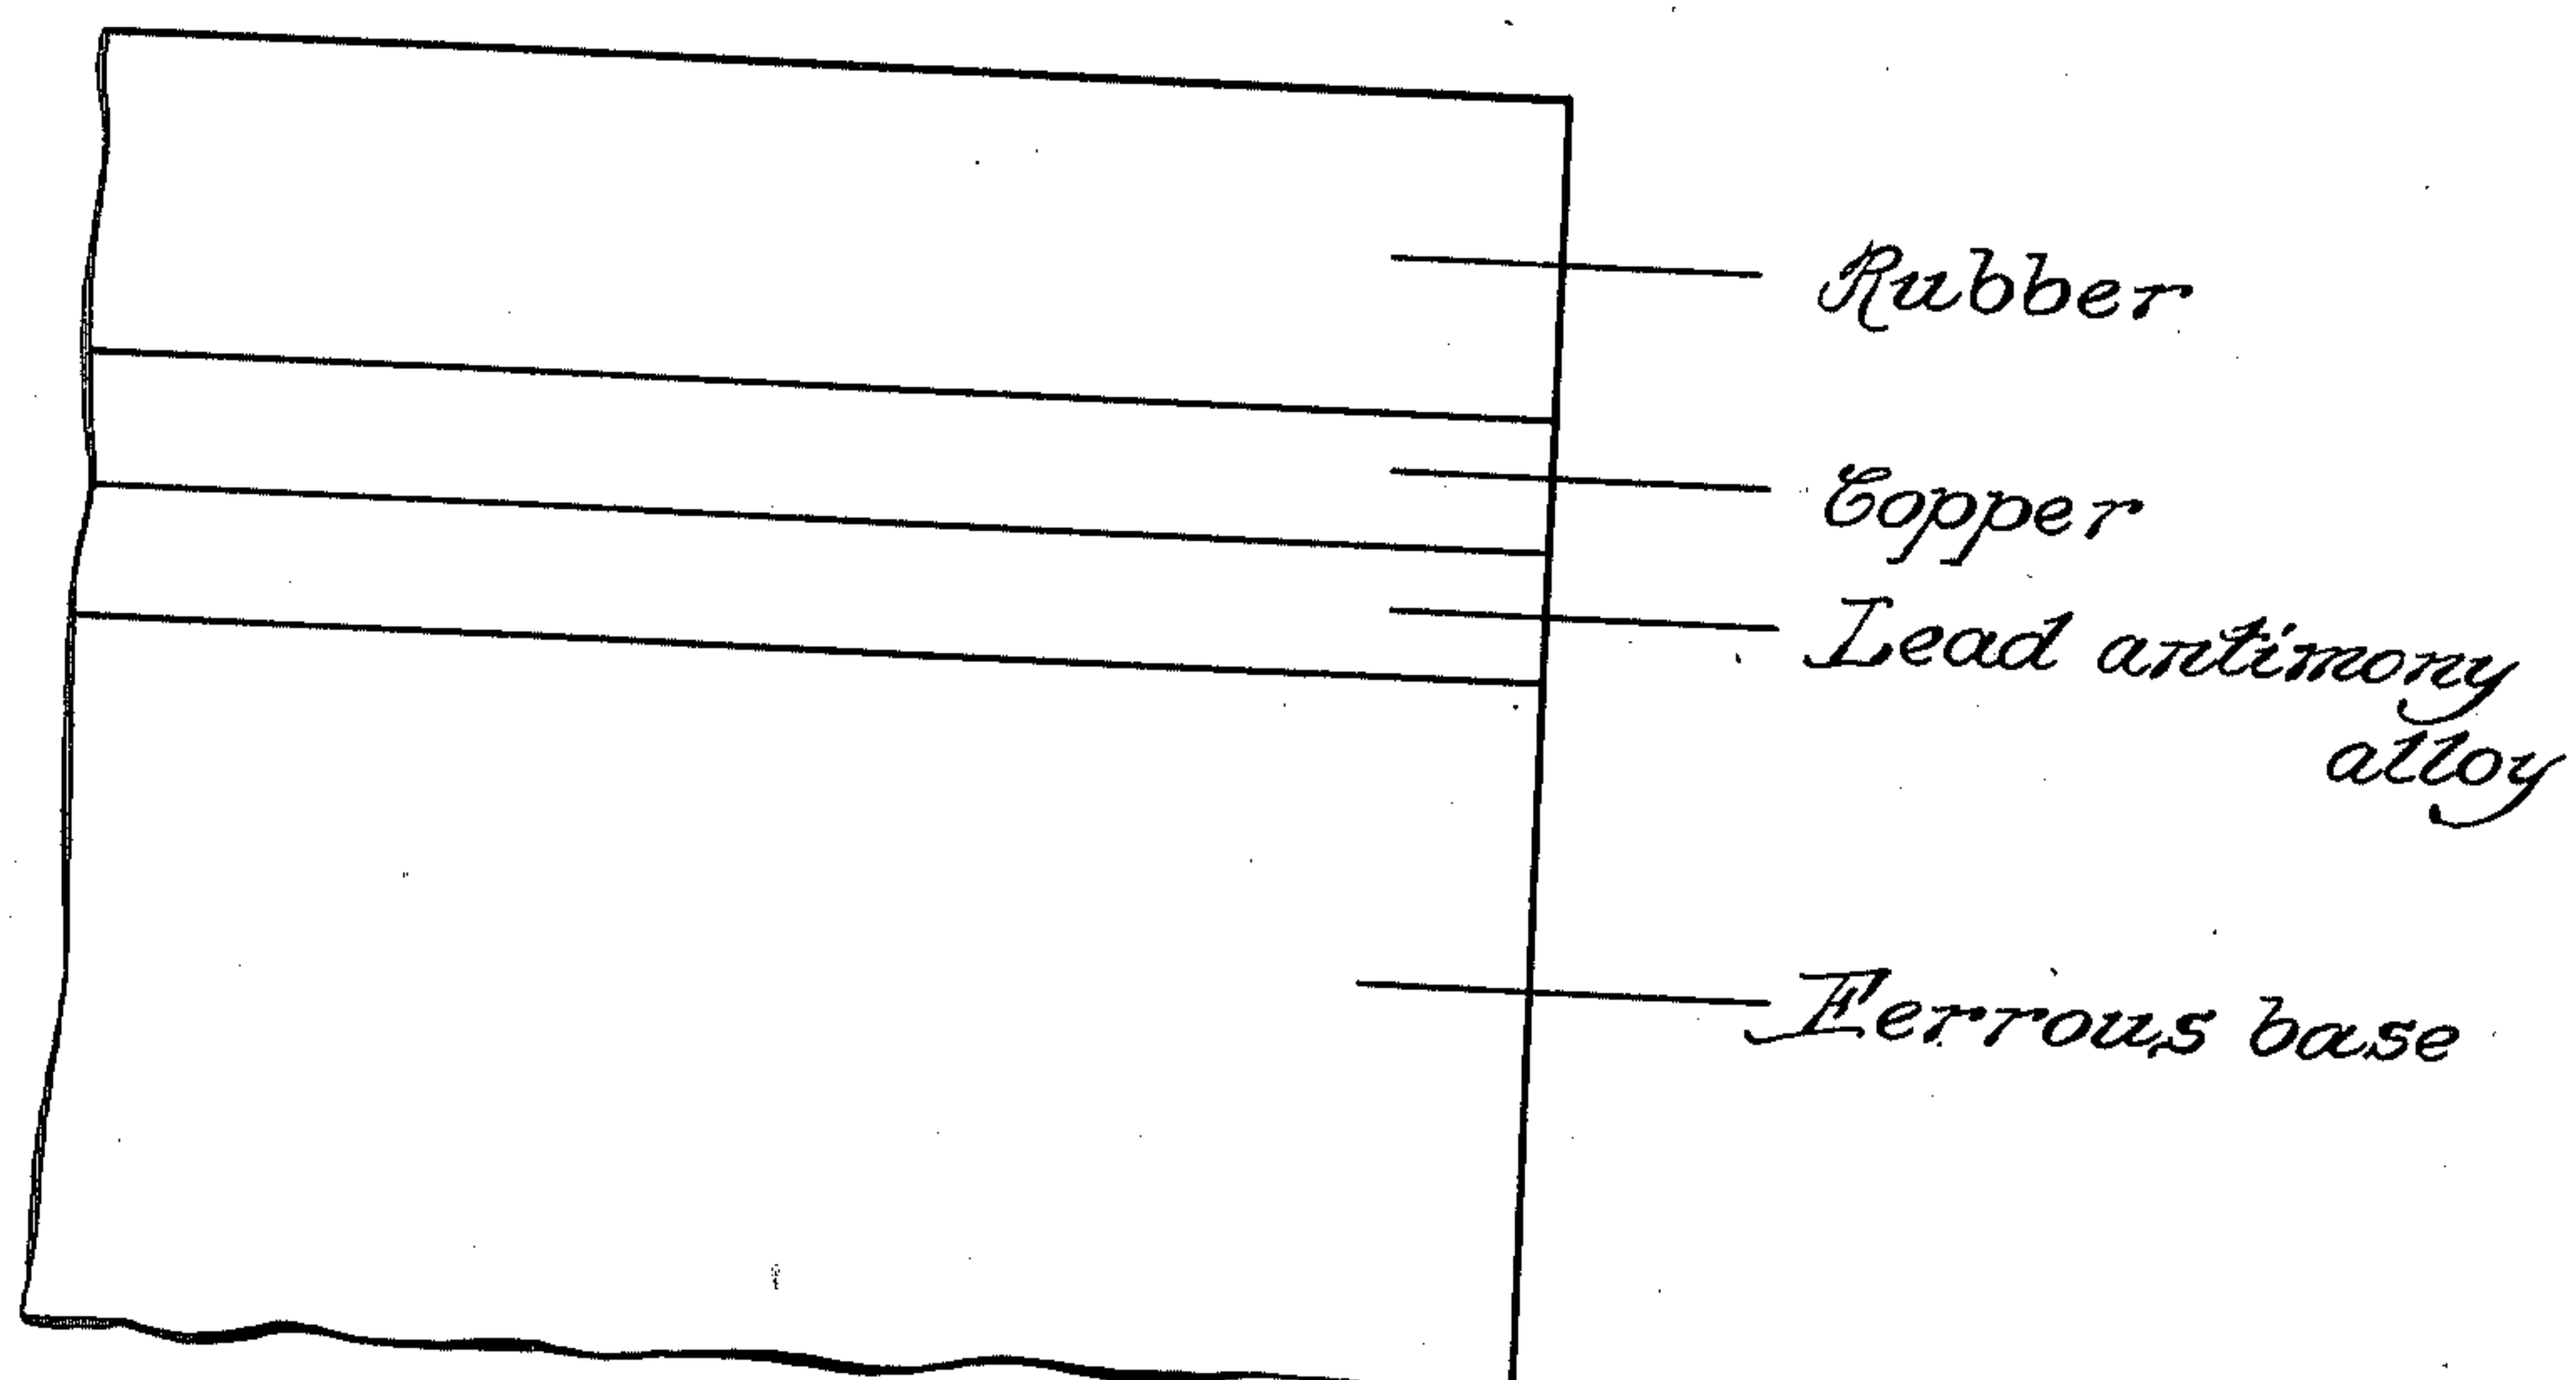 Rubber
Copper
Lead antimony
alloy
Ferrous base